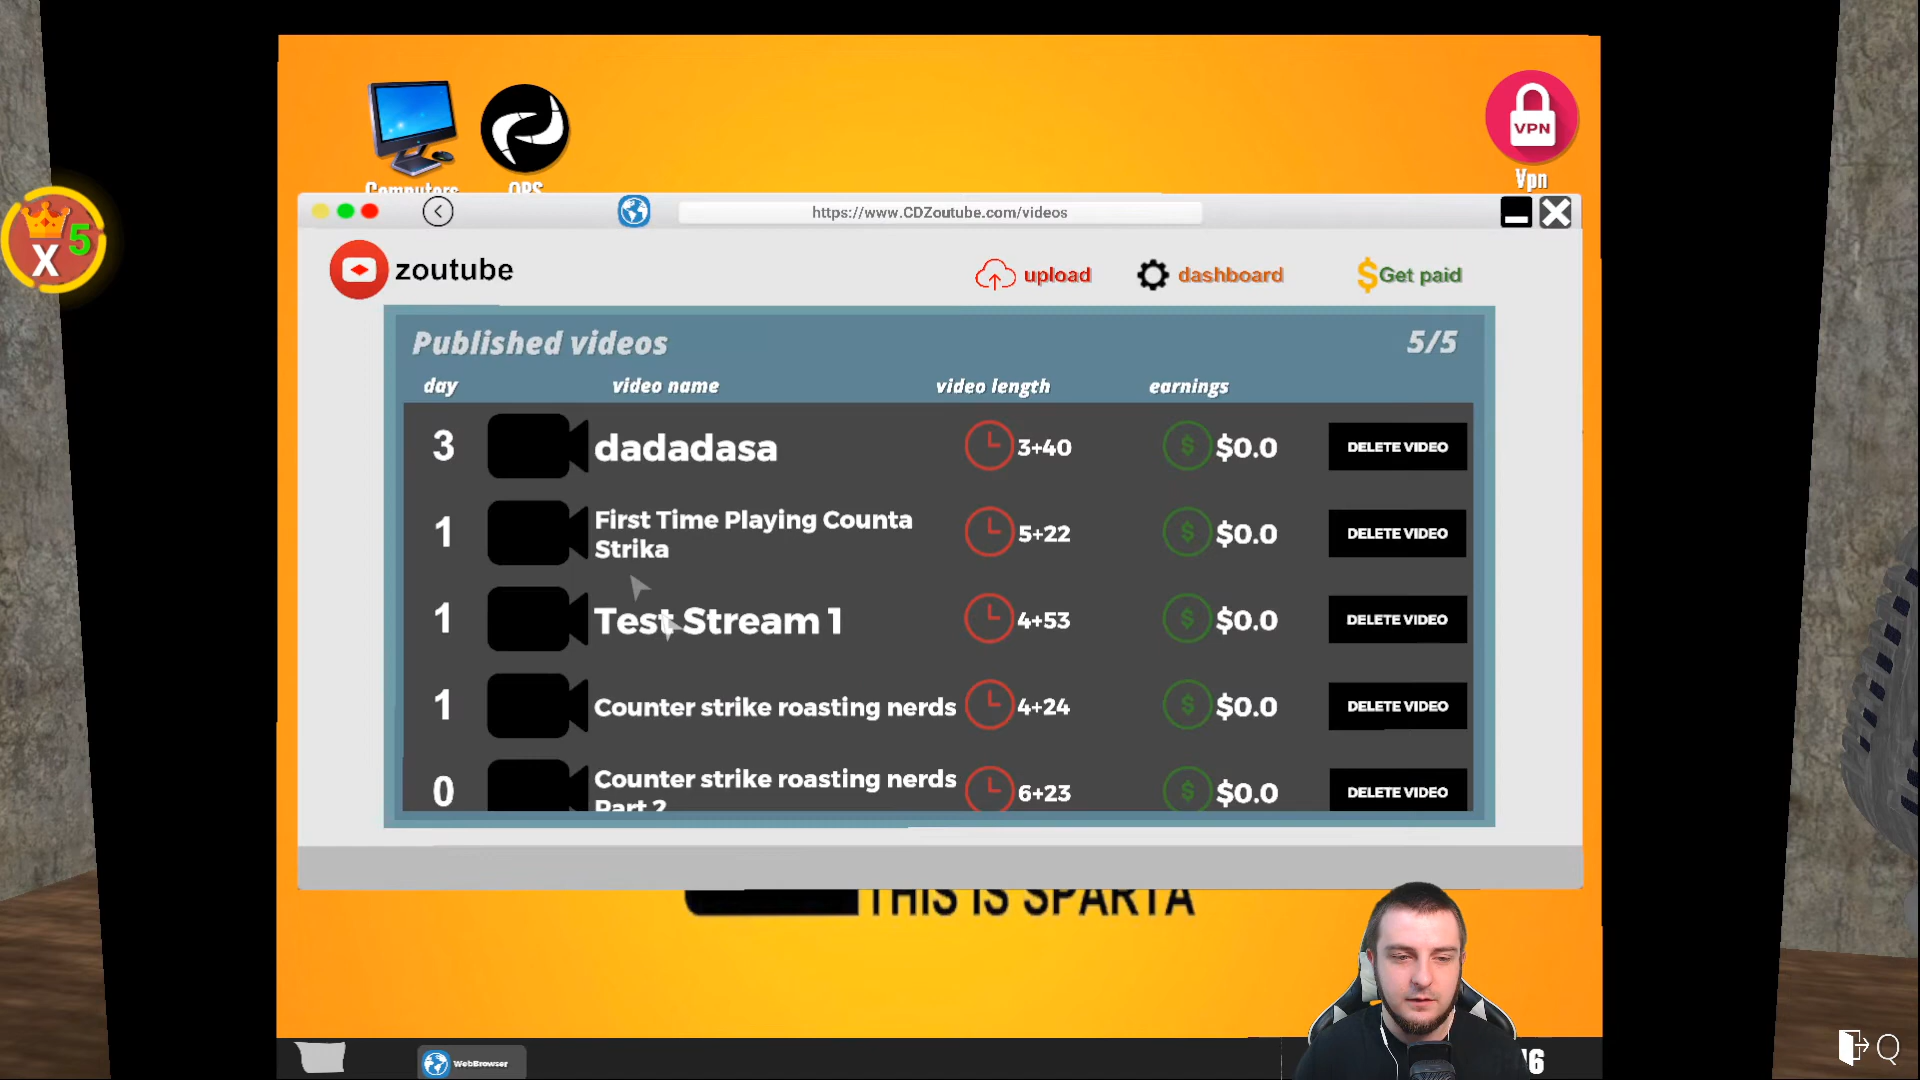 VPN
Computers
OBS
Vpn
X 5
https://www.CDZoutube.com/videos
zoutube
upload
dashboard
$Get paid
Published videos
5/5
day
video name
video length
earnings
3
dadadasa
3+40
$0.0
DELETE VIDEO
1
First Time Playing Counta
Strika
5+22
$0.0
DELETE VIDEO
1
Test Stream 1
4+53
$0.0
DELETE VIDEO
1
Counter strike roasting nerds
4+24
$0.0
DELETE VIDEO
0
Counter strike roasting nerds
Part 2
6+23
$0.0
DELETE VIDEO
THIS IS SPARTA
WebBrowser
Q